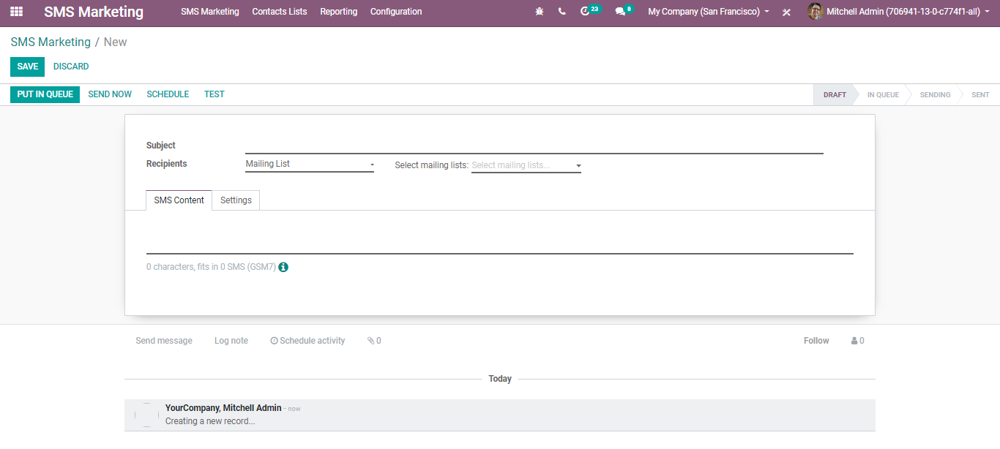 SMS Marketing SMS Marketing Contacts Lists Reporting Configuration 23 8 My Company (San Francisco) Mitchell Admin (706941-13-0-c774f1-all)
SMS Marketing / New
SAVE DISCARD
PUT IN QUEUE SEND NOW SCHEDULE TEST DRAFT IN QUEUE SENDING SENT
Subject
Recipients Mailing List Select mailing lists: Select mailing lists...
SMS Content Settings
0 characters, fits in 0 SMS (GSM7)
Send message Log note Schedule activity 0 Follow 0
Today
YourCompany, Mitchell Admin - now
Creating a new record...